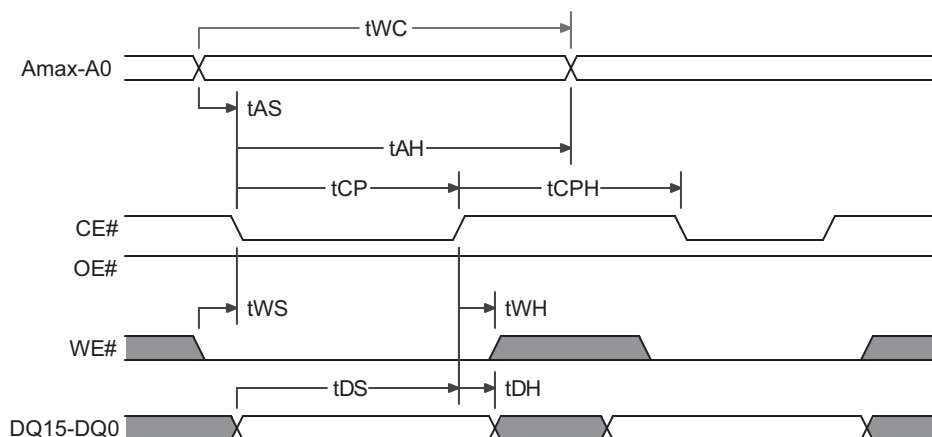 tWC
Amax-A0
tAS
tAH
tCP tCPH
CE#
OE#
tWS tWH
WE#
tDS tDH
DQ15-DQ0